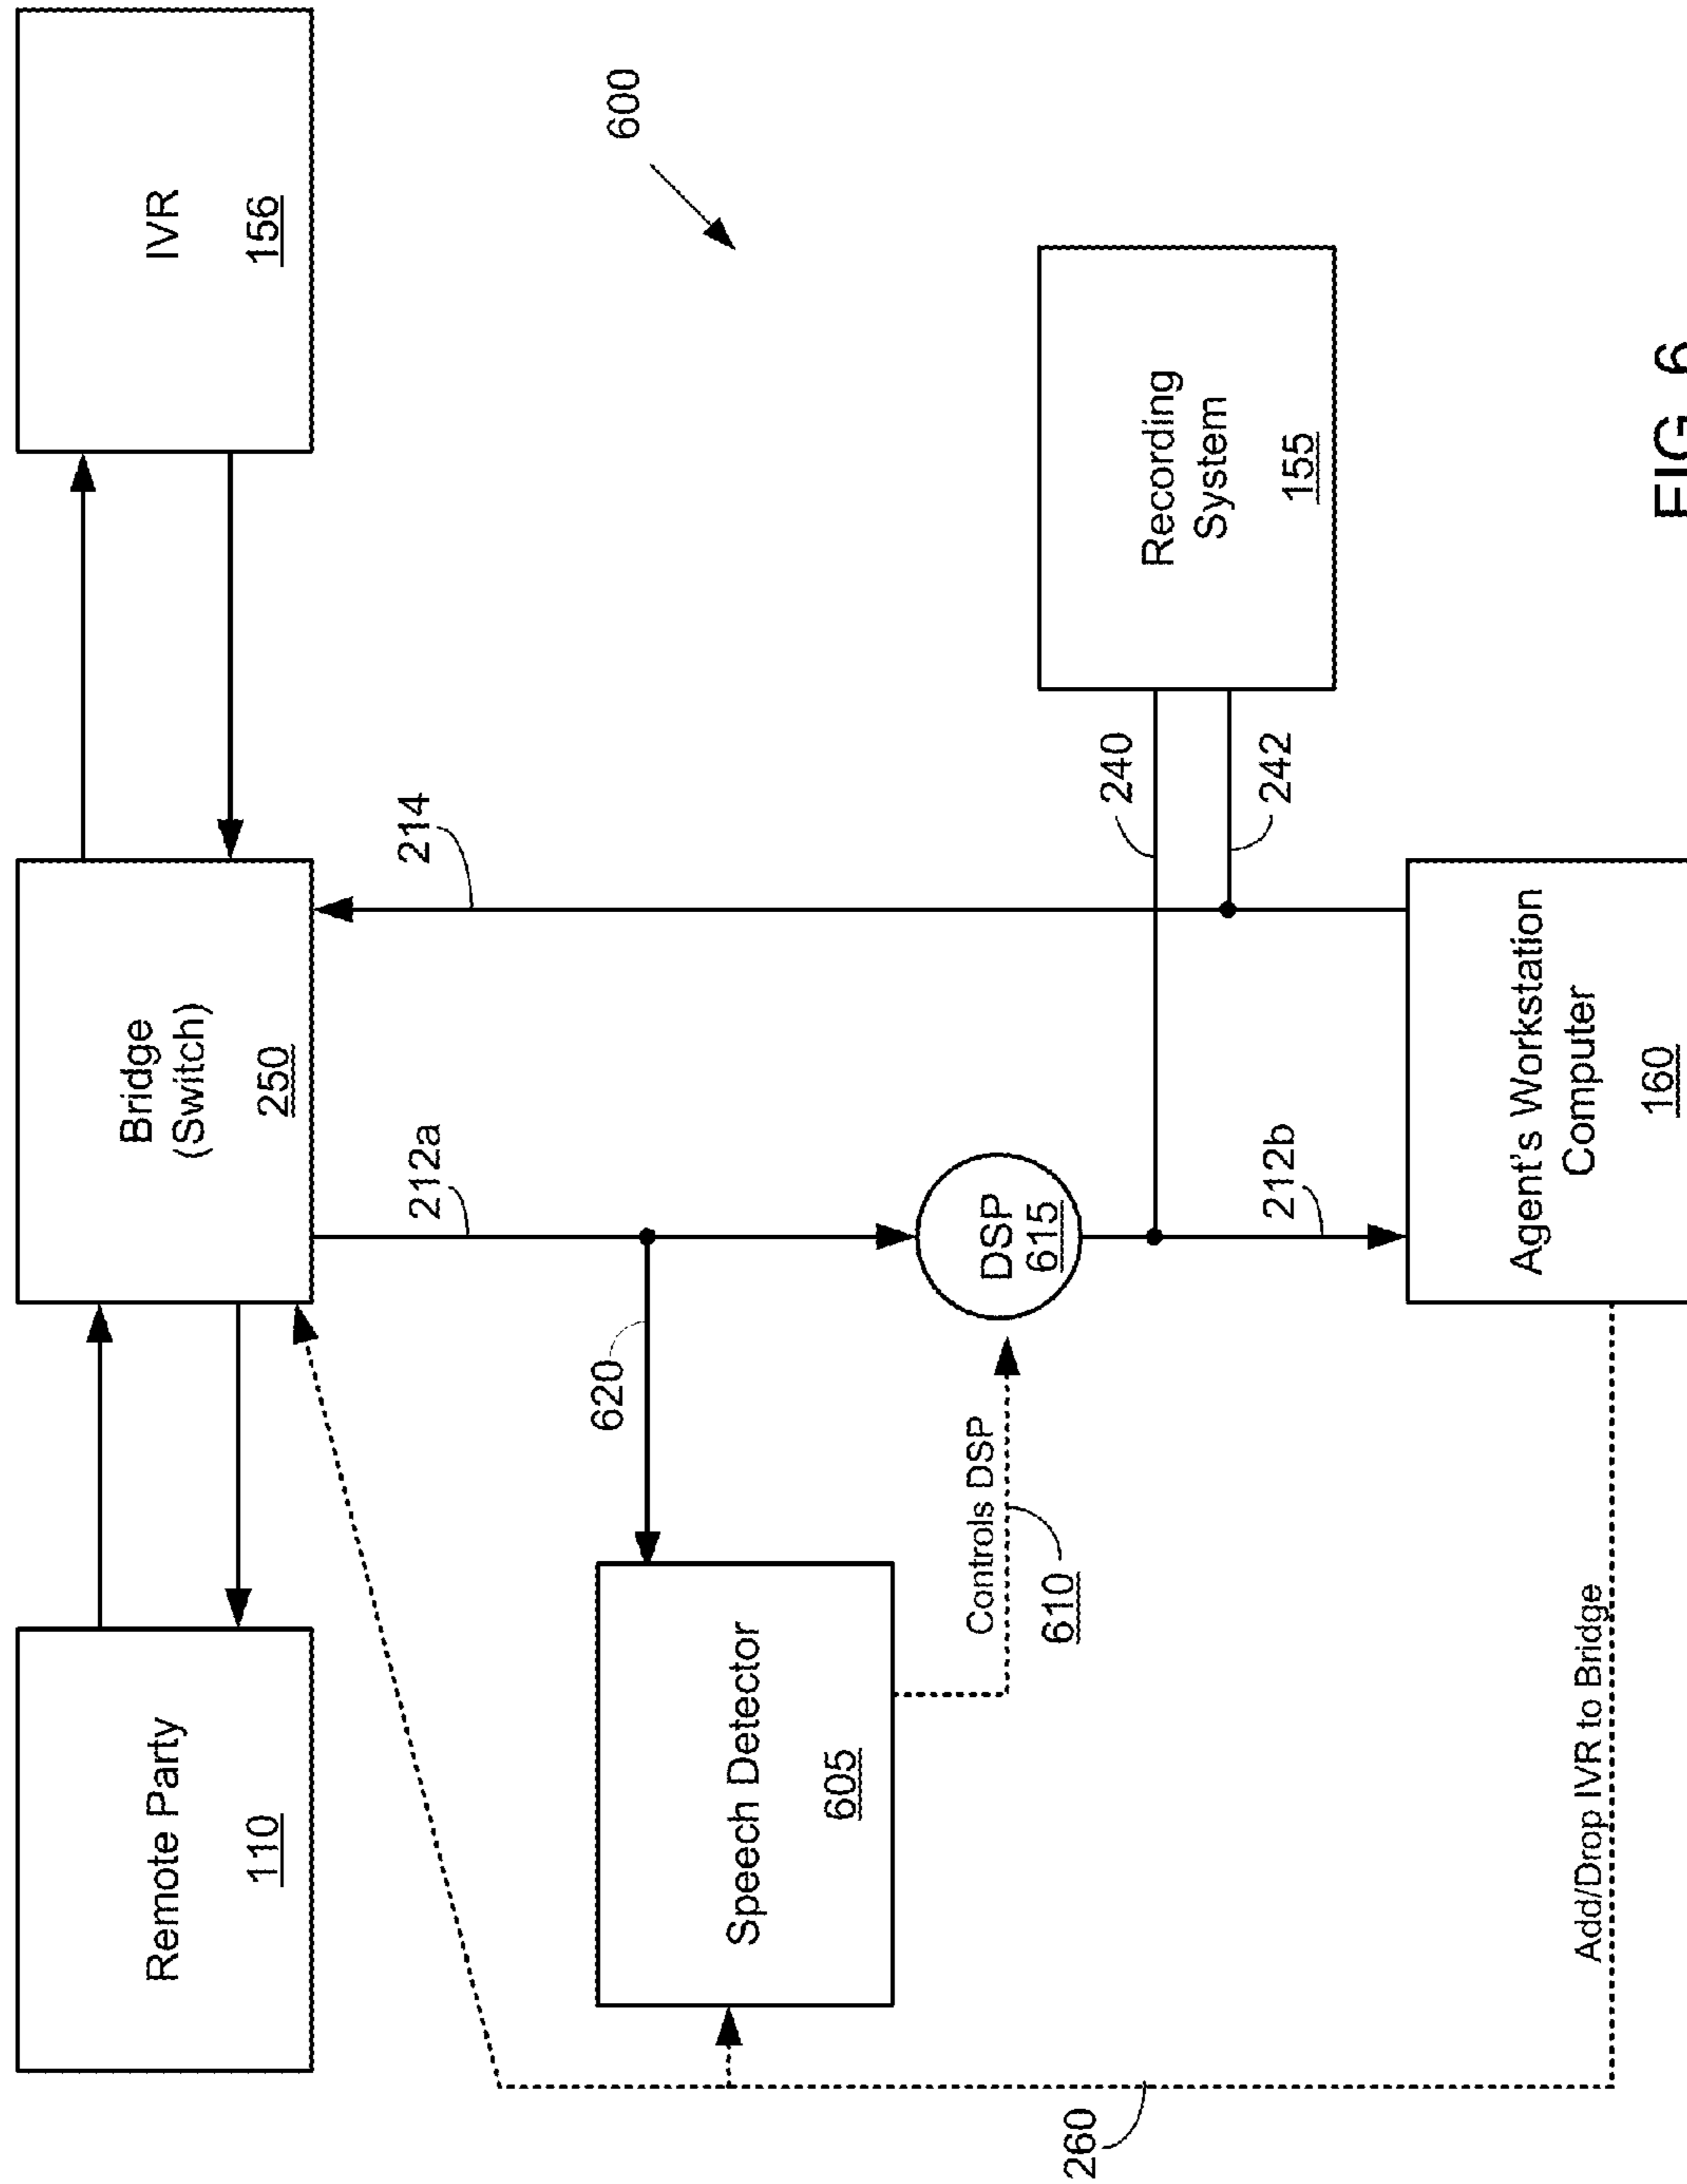 Remote Party
110
Bridge
(Switch)
250
IVR
156
212a
214
600
620
Speech Detector
605
Controls DSP
610
DSP
615
240
242
Recording
System
155
212b
260
Add/Drop IVR to Bridge
Agent's Workstation
Computer
160
FIG. 6